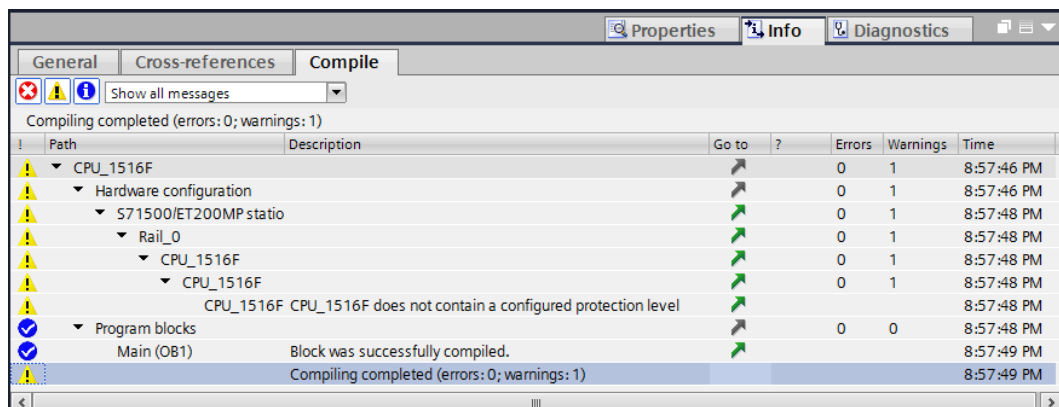 Properties Info Diagnostics
General Cross-references Compile
Show all messages
Compiling completed (errors: 0; warnings: 1)
! Path Description Go to ? Errors Warnings Time
CPU_1516F 0 1 8:57:46 PM
Hardware configuration 0 1 8:57:46 PM
S71500/ET200MP statio 0 1 8:57:48 PM
Rail_0 0 1 8:57:48 PM
CPU_1516F 0 1 8:57:48 PM
CPU_1516F 0 1 8:57:48 PM
CPU_1516F CPU_1516F does not contain a configured protection level 8:57:48 PM
Program blocks 0 0 8:57:48 PM
Main (OB1) Block was successfully compiled. 8:57:49 PM
Compiling completed (errors: 0; warnings: 1) 8:57:49 PM